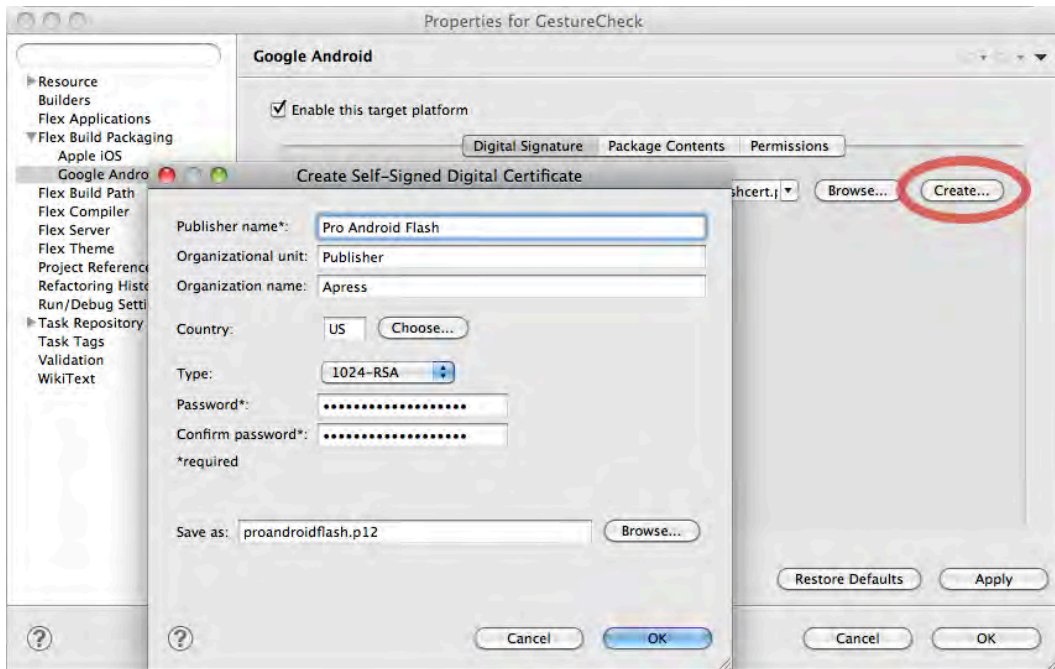 Properties for GestureCheck
Google Android
Resource
Builders
Flex Applications
Flex Build Packaging
Apple iOS
Google Andro
Flex Build Path
Flex Compiler
Flex Server
Flex Theme
Project Reference
Refactoring Histo
Run/Debug Setti
Task Repository
Task Tags
Validation
WikiText
Enable this target platform
Digital Signature Package Contents Permissions
shcert.p Browse... Create...
Create Self-Signed Digital Certificate
Publisher name*: Pro Android Flash
Organizational unit: Publisher
Organization name: Apress
Country: US Choose...
Type: 1024-RSA
Password*: •••••••••••••••••••
Confirm password*: •••••••••••••••••••
*required
Save as: proandroidflash.p12 Browse...
? Cancel OK
Restore Defaults Apply
? Cancel OK